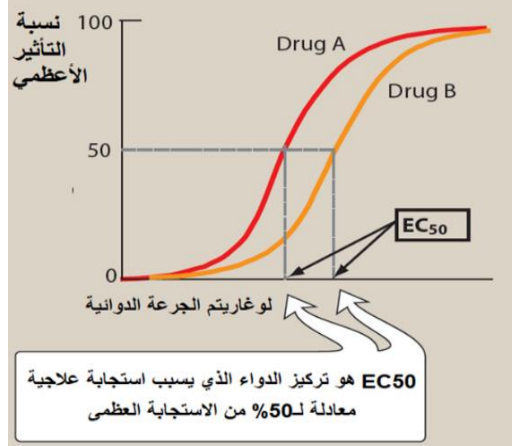 نسبة
التأثير
الأعظمي
100
Drug A
Drug B
50
EC50
0
لوغاريتم الجرعة الدوائية
EC50 هو تركيز الدواء الذي يسبب استجابة علاجية
معادلة لـ50% من الاستجابة العظمى